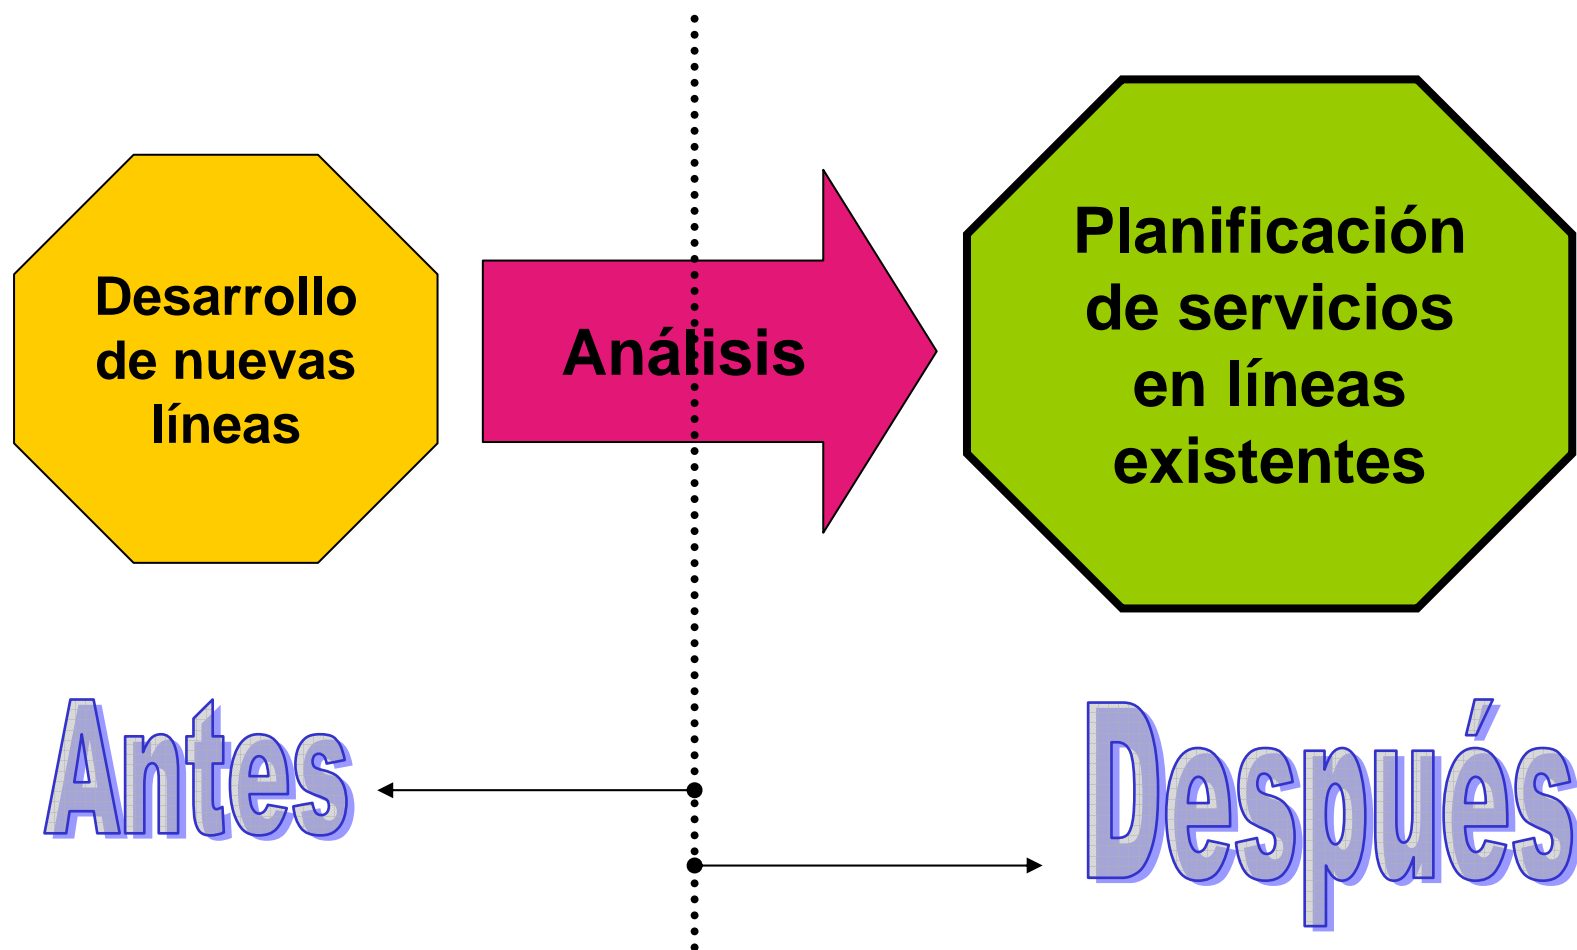 Desarrollo
de nuevas
líneas
Análisis
Planificación
de servicios
en líneas
existentes
Antes
Después